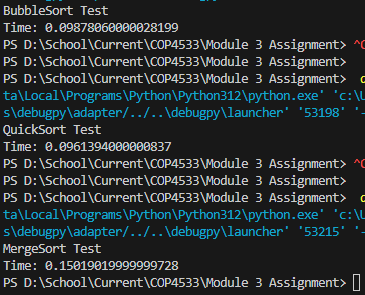 BubbleSort Test
Time: 0.09878060000028199
PS D:\School\Current\COP4533\Module 3 Assignment> ^C
PS D:\School\Current\COP4533\Module 3 Assignment>
PS D:\School\Current\COP4533\Module 3 Assignment> d
ta\Local\Programs\Python\Python312\python.exe' 'c:\U
s\debugpy\adapter/../..\debugpy\launcher' '53198' '-
QuickSort Test
Time: 0.0961394000000837
PS D:\School\Current\COP4533\Module 3 Assignment> ^C
PS D:\School\Current\COP4533\Module 3 Assignment>
PS D:\School\Current\COP4533\Module 3 Assignment> d
ta\Local\Programs\Python\Python312\python.exe' 'c:\U
s\debugpy\adapter/../..\debugpy\launcher' '53215' '-
MergeSort Test
Time: 0.15019019999999728
PS D:\School\Current\COP4533\Module 3 Assignment>